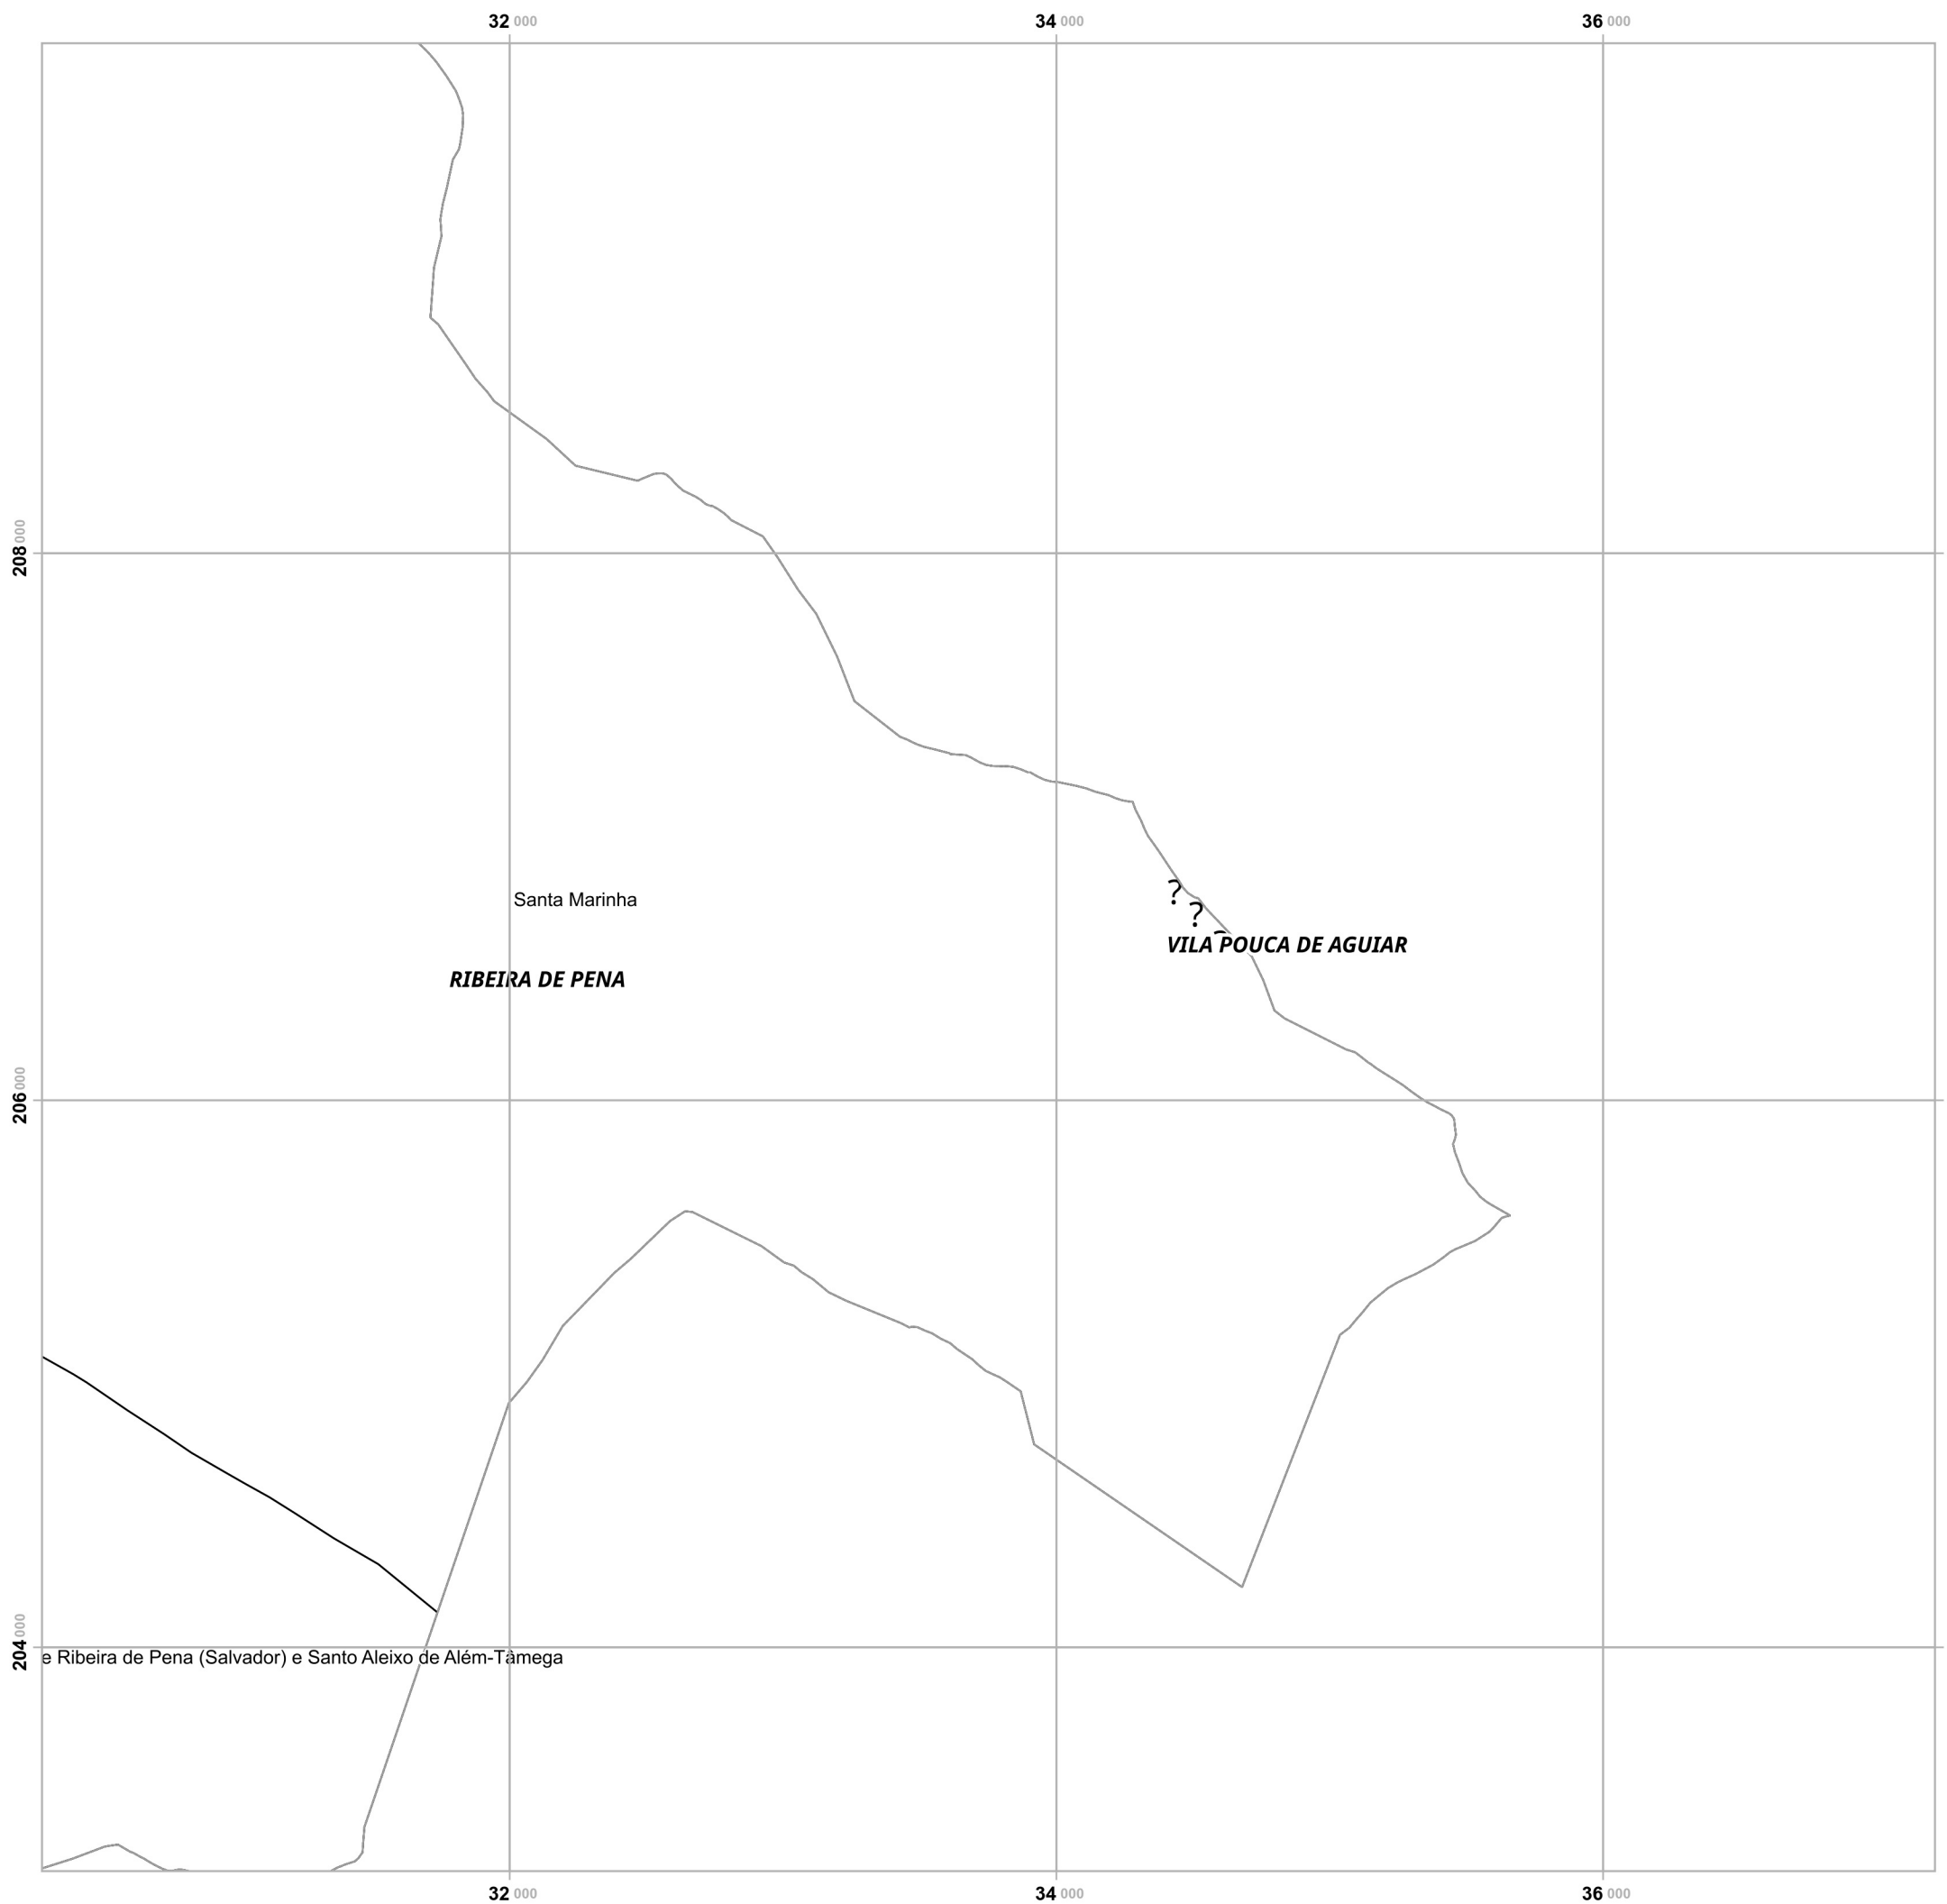 32 000 34 000 36 000
208 000
Santa Marinha
?
?
VILA POUCA DE AGUIAR
RIBEIRA DE PENA
206 000
204 000
e Ribeira de Pena (Salvador) e Santo Aleixo de Além-Tâmega
32 000 34 000 36 000